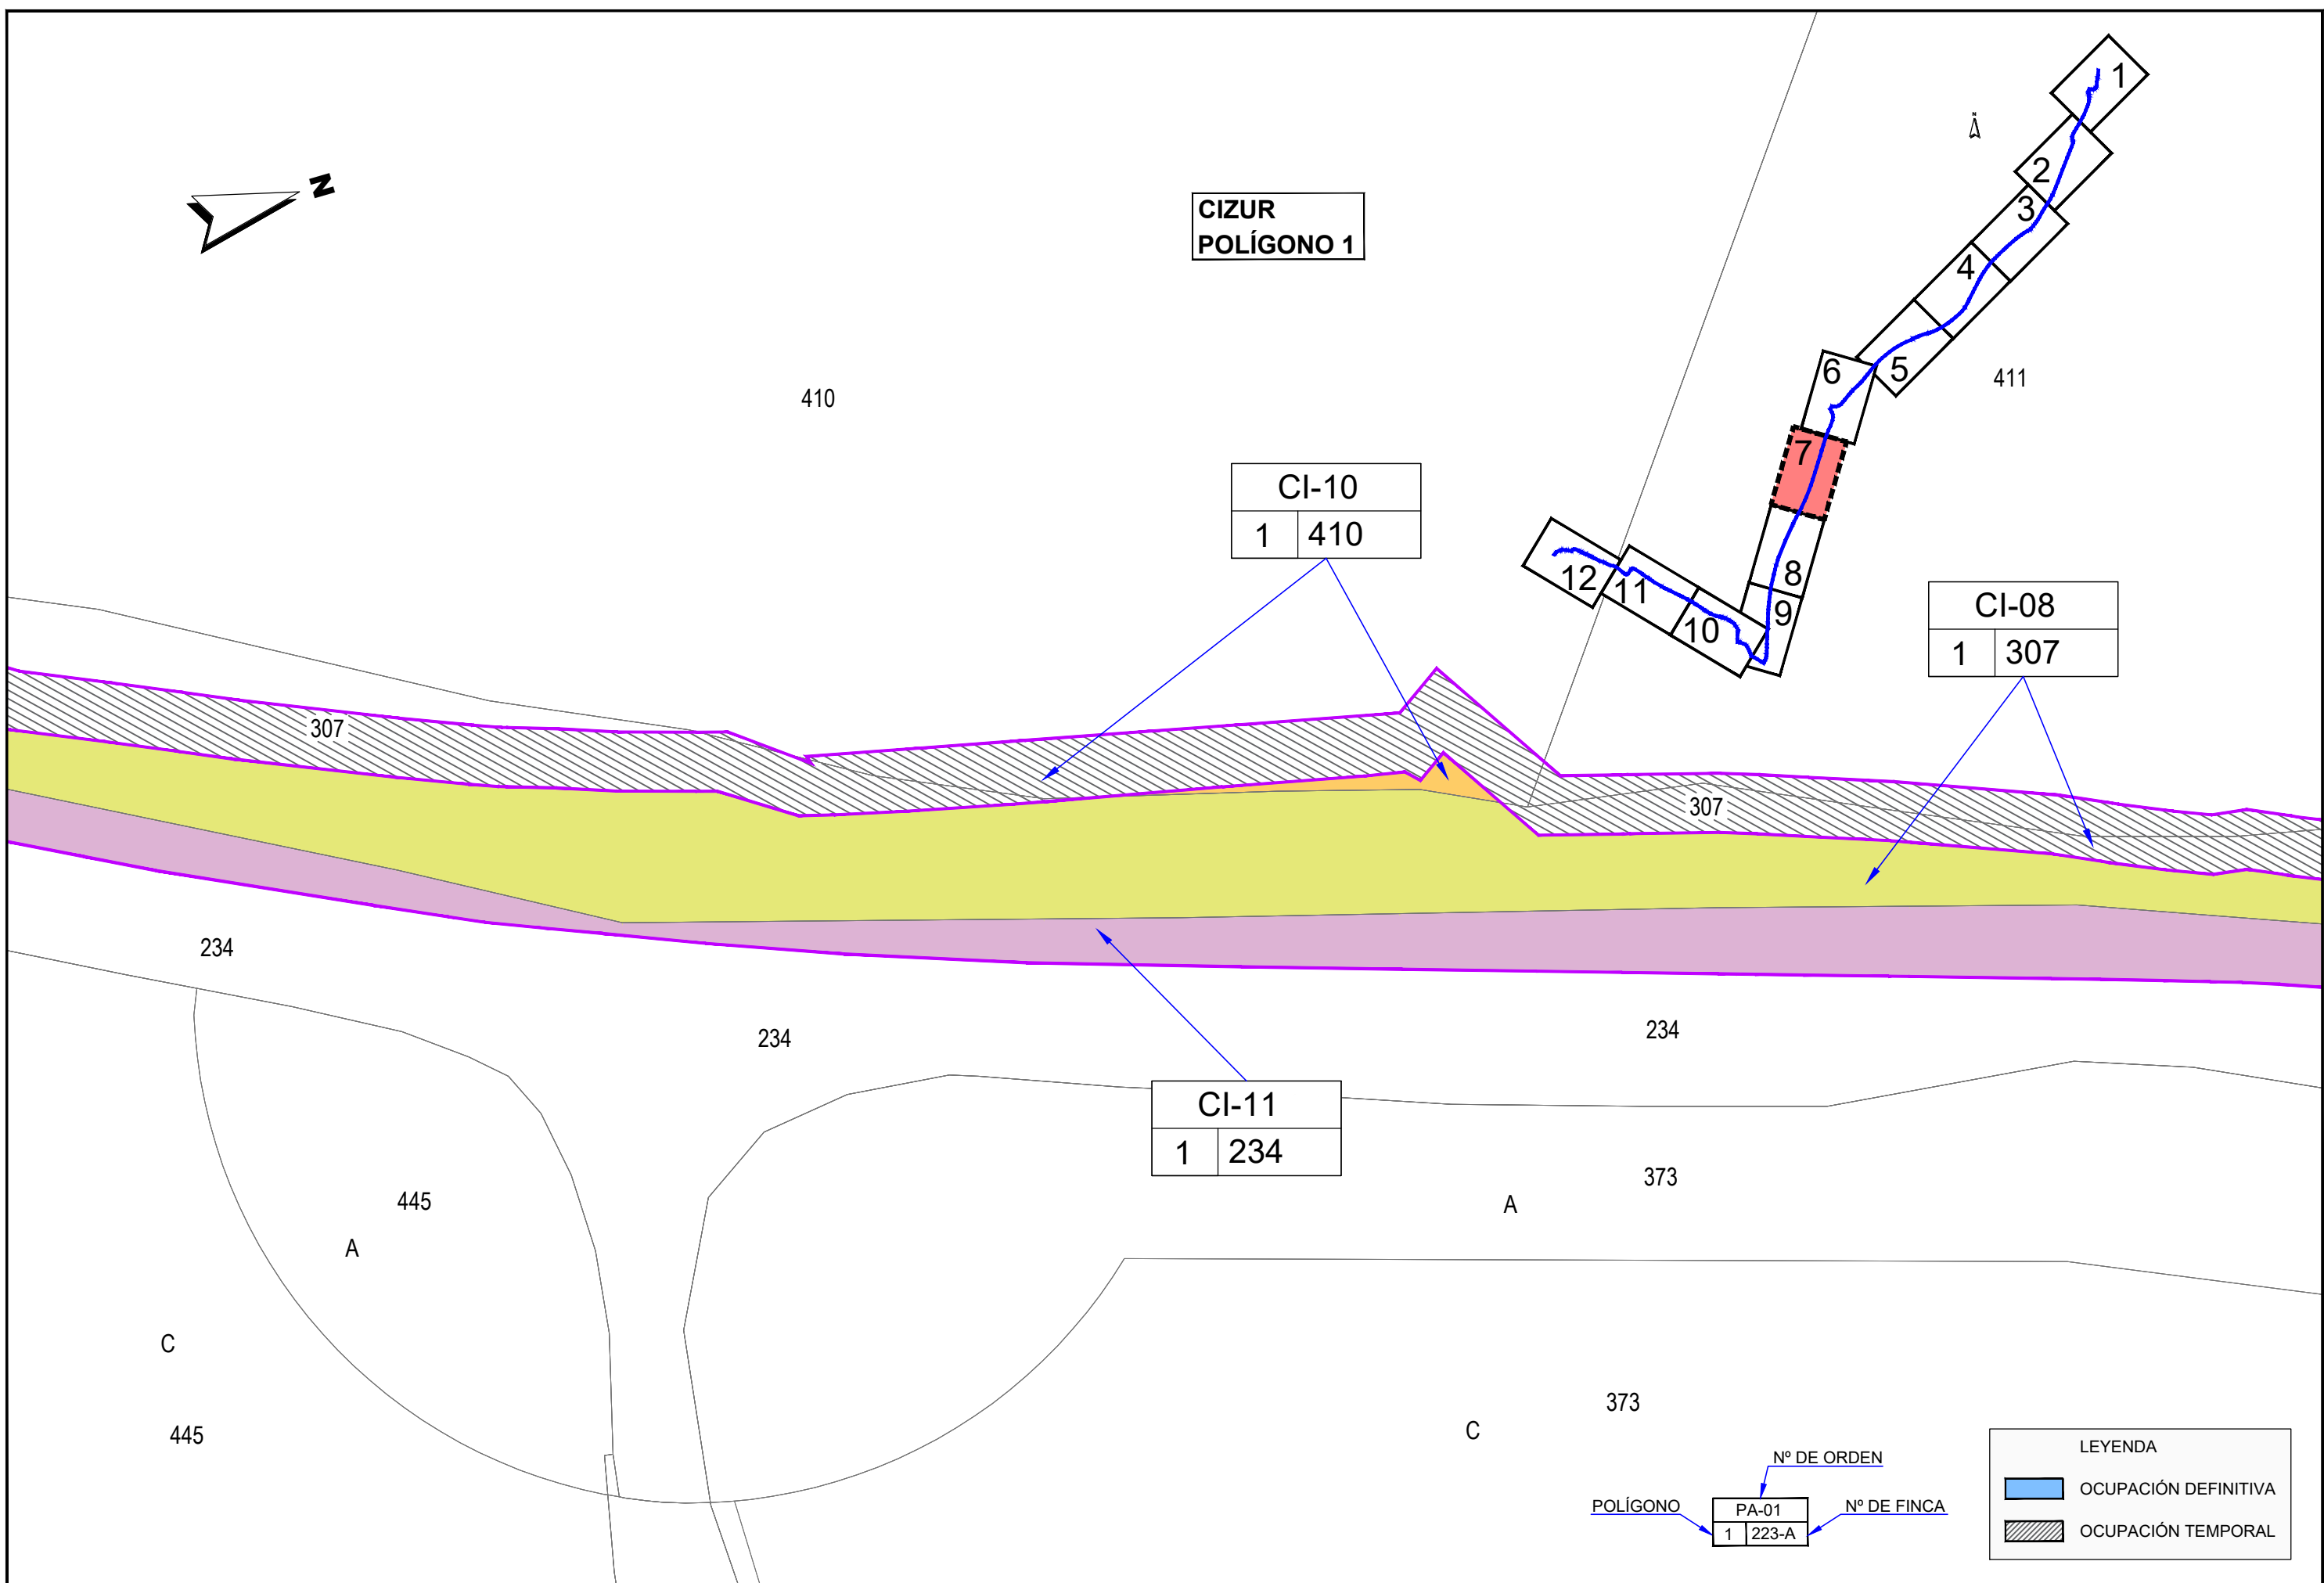 1
2
N
N
CIZUR
POLÍGONO 1
3
4
6
5
411
410
7
CI-10
1 410
12
11
8
CI-08
10
9
1 307
307
307
234
234
234
CI-11
1 234
373
445
A
A
C
373
445
C
LEYENDA
Nº DE ORDEN
OCUPACIÓN DEFINITIVA
POLÍGONO
PA-01
Nº DE FINCA
1 223-A
OCUPACIÓN TEMPORAL